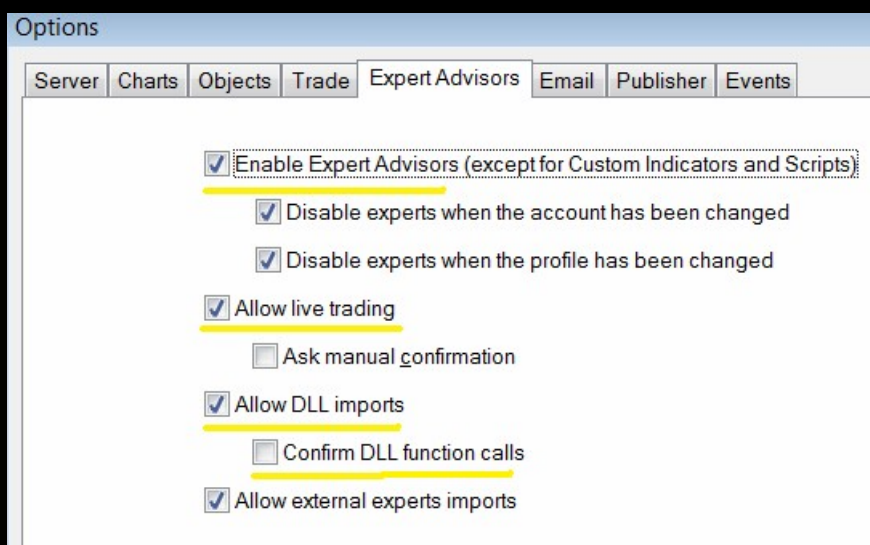 Options
Server Charts Objects Trade Expert Advisors Email Publisher Events
Enable Expert Advisors (except for Custom Indicators and Scripts)
Disable experts when the account has been changed
Disable experts when the profile has been changed
Allow live trading
Ask manual confirmation
Allow DLL imports
Confirm DLL function calls
Allow external experts imports